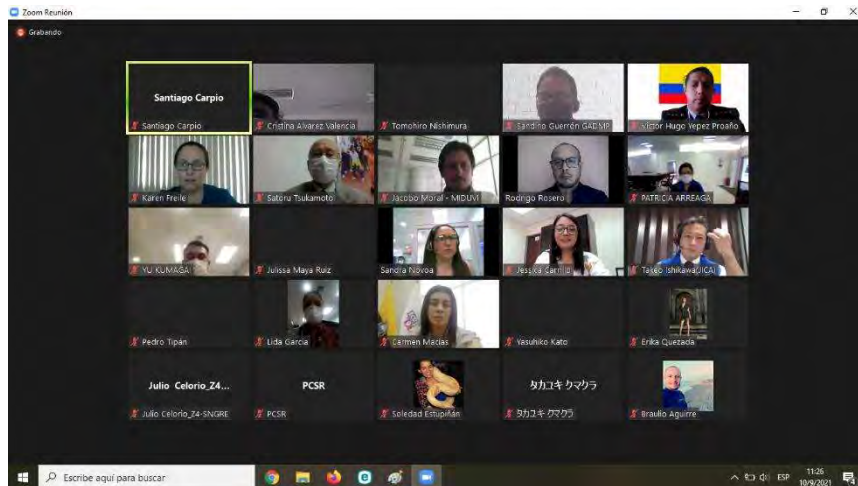 Zoom Reunión
Grabando
Santiago Carpio
Santiago Carpio
Cristina Alvarez Valencia
Tomohiro Nishimura
Sandino Guerrón GADMP
Victor Hugo Yepez Proaño
Karen Freile
Satoru Tsukamoto
Jacobo Moral - MIDUVI
Rodrigo Rosero
PATRICIA ARREAGA
YU KUMAGAI
Julissa Maya Ruiz
Sandra Novoa
Jessica Carrillo
Takeo Ishikawa(JICA)
Pedro Tipán
Lida García
Carmen Macias
Yasuhiko Kato
Erika Quezada
Julio Celorio_Z4...
PCSR
タカユキ クマクラ
Julio Celorio_Z4-SNGRE
PCSR
Soledad Estupiñán
タカユキ クマクラ
Braulio Aguirre
Escribe aquí para buscar
ESP
11:26
10/9/2021